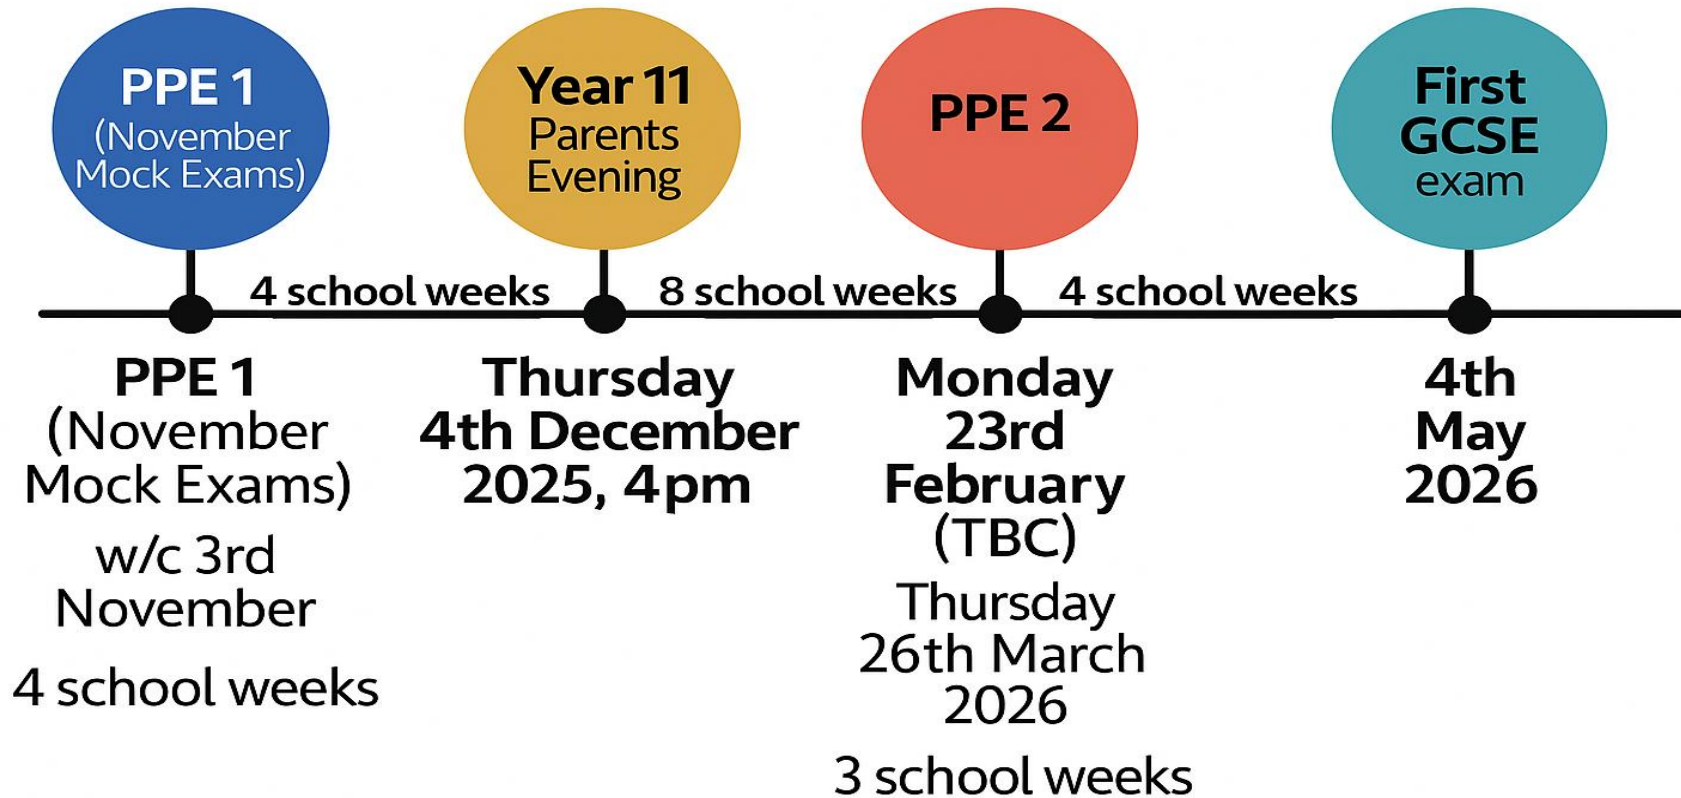 PPE 1
(November
Mock Exams)
Year 11
Parents
Evening
PPE 2
First
GCSE
exam
4 school weeks
8 school weeks
4 school weeks
PPE 1
(November
Mock Exams)
w/c 3rd
November
4 school weeks
Thursday
4th December
2025, 4pm
Monday
23rd
February
(TBC)
Thursday
26th March
2026
3 school weeks
4th
May
2026